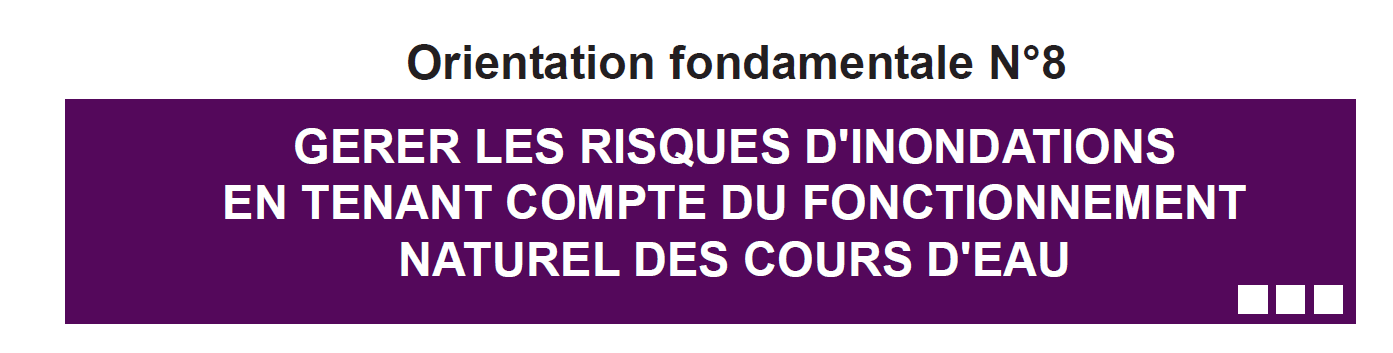 Orientation fondamentale N°8
GERER LES RISQUES D'INONDATIONS
EN TENANT COMPTE DU FONCTIONNEMENT
NATUREL DES COURS D'EAU